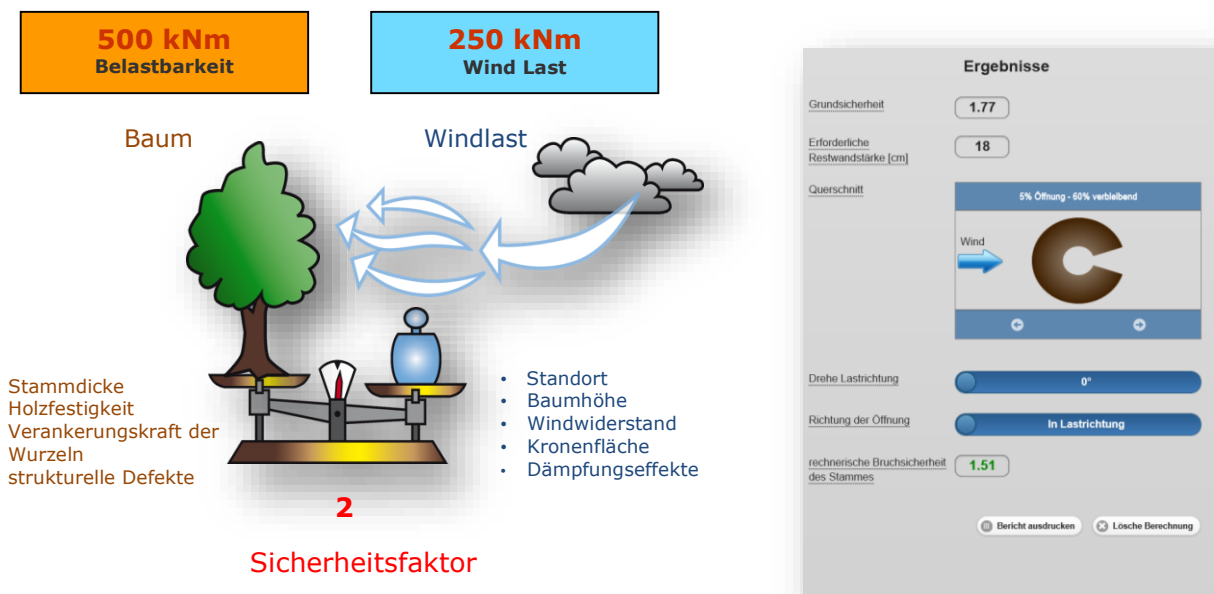 500 kNm
Belastbarkeit
250 kNm
Wind Last
Baum
Windlast
Stammdicke
Holzfestigkeit
Verankerungskraft der
Wurzeln
strukturelle Defekte
• Standort
• Baumhöhe
• Windwiderstand
• Kronenfläche
• Dämpfungseffekte
2
Sicherheitsfaktor
Ergebnisse
Grundsicherheit
1.77
Erforderliche
Restwandstärke [cm]
18
Querschnitt
5% Öffnung - 60% verbleibend
Wind
Drehe Lastrichtung
0°
Richtung der Öffnung
In Lastrichtung
rechnerische Bruchsicherheit
des Stammes
1.51
Bericht ausdrucken
Lösche Berechnung